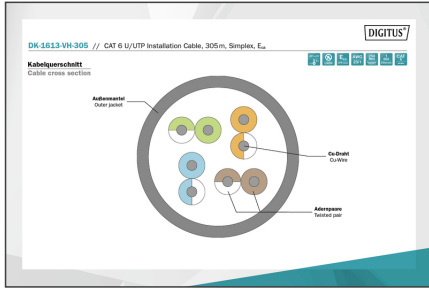 DIGITUS®
DK-1613-VH-305 // CAT 6 U/UTP Installation Cable, 305 m, Simplex, Eca
Kabelquerschnitt
Cable cross section
Außenmantel
Outer jacket
Cu-Draht
Cu-Wire
Adernpaare
Twisted pair